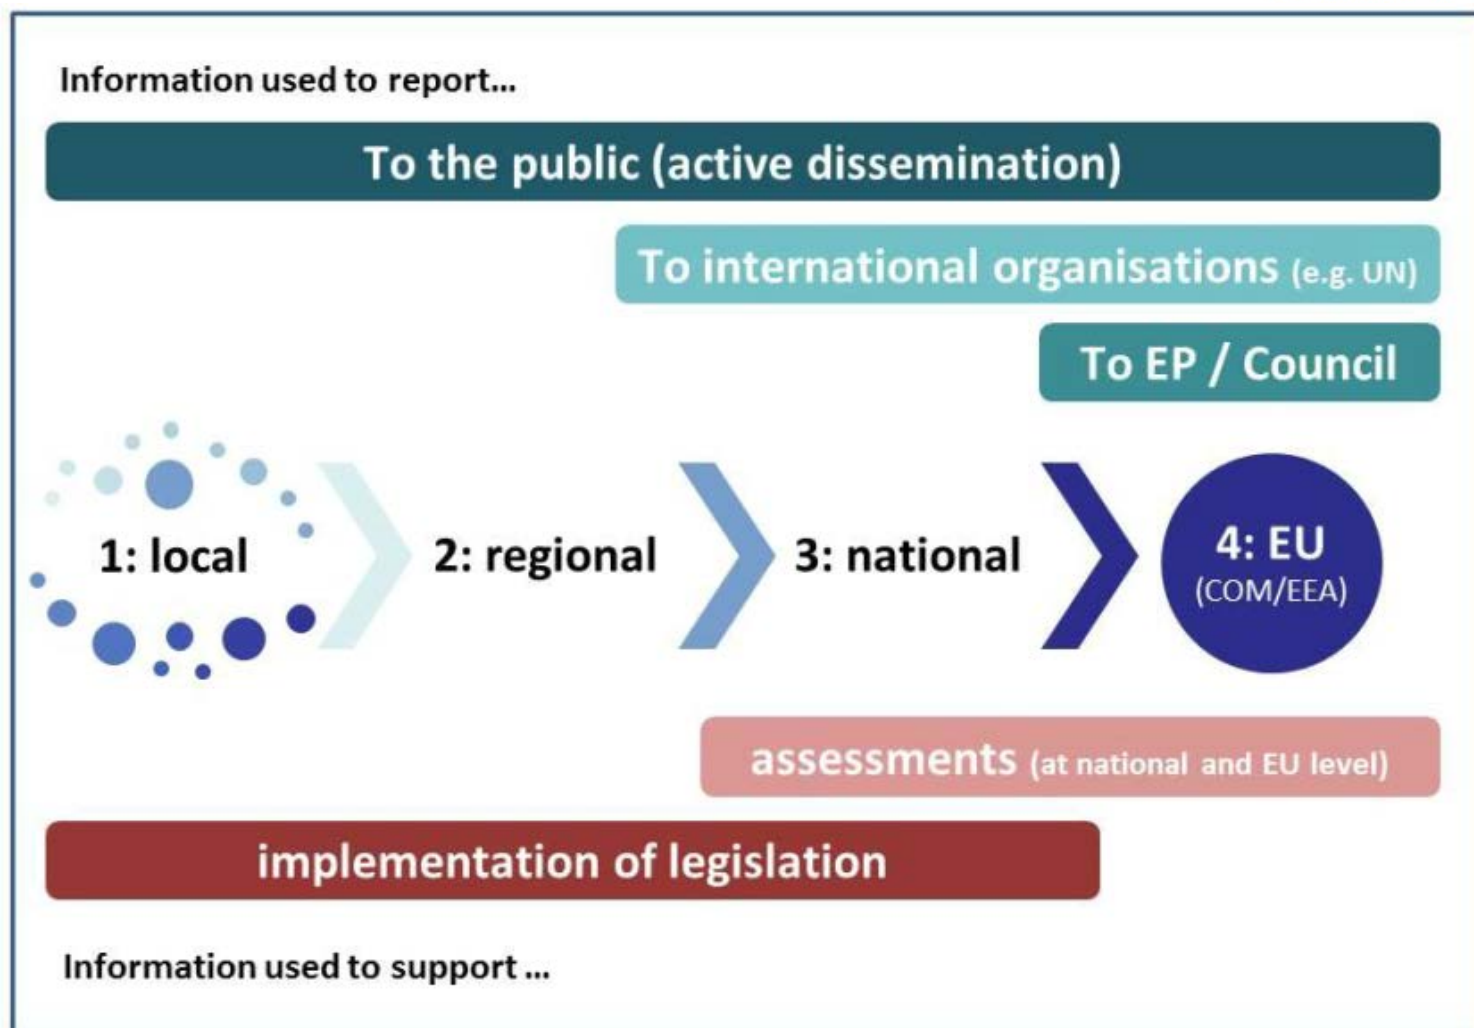 Information used to report...
To the public (active dissemination)
To international organisations (e.g. UN)
To EP / Council
1: local
2: regional
3: national
4: EU
(COM/EEA)
assessments (at national and EU level)
implementation of legislation
Information used to support ...